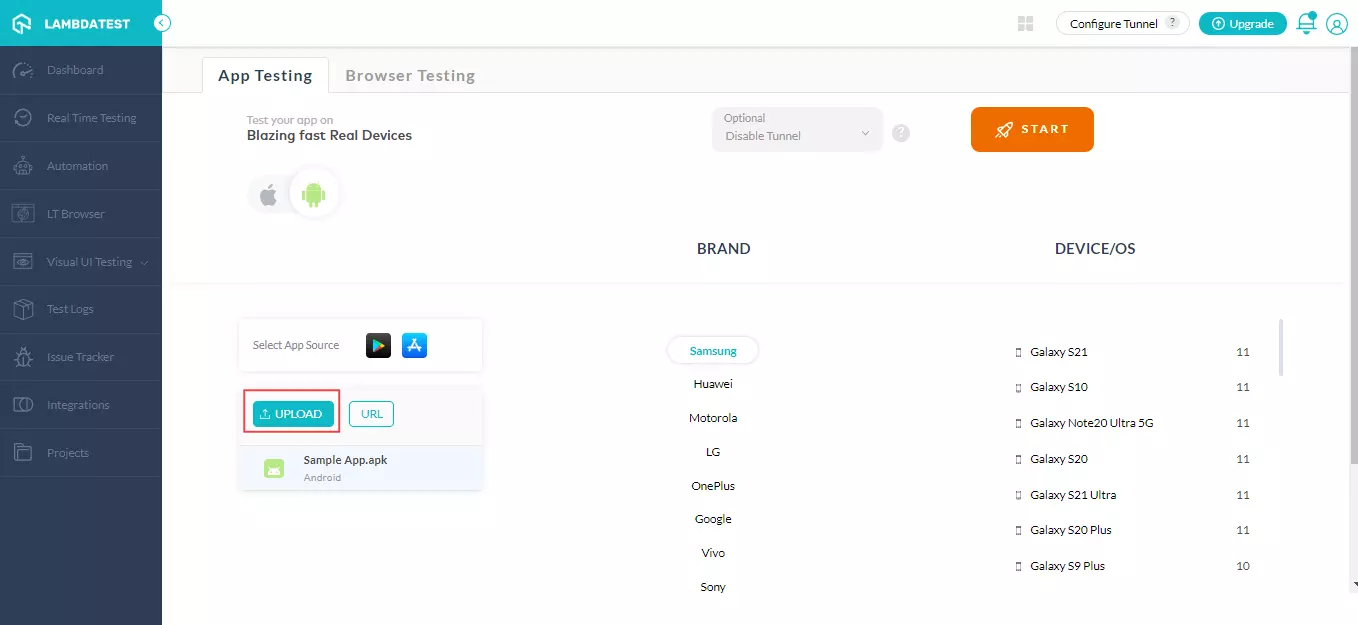 LAMBDATEST
Configure Tunnel ?
Upgrade
Dashboard
Real Time Testing
Automation
LT Browser
Visual UI Testing
Test Logs
Issue Tracker
Integrations
Projects
App Testing
Browser Testing
Test your app on
Blazing fast Real Devices
Optional
Disable Tunnel
?
START
BRAND
DEVICE/OS
Select App Source
UPLOAD
URL
Sample App.apk
Android
Samsung
Huawei
Motorola
LG
OnePlus
Google
Vivo
Sony
Galaxy S21 11
Galaxy S10 11
Galaxy Note20 Ultra 5G 11
Galaxy S20 11
Galaxy S21 Ultra 11
Galaxy S20 Plus 11
Galaxy S9 Plus 10